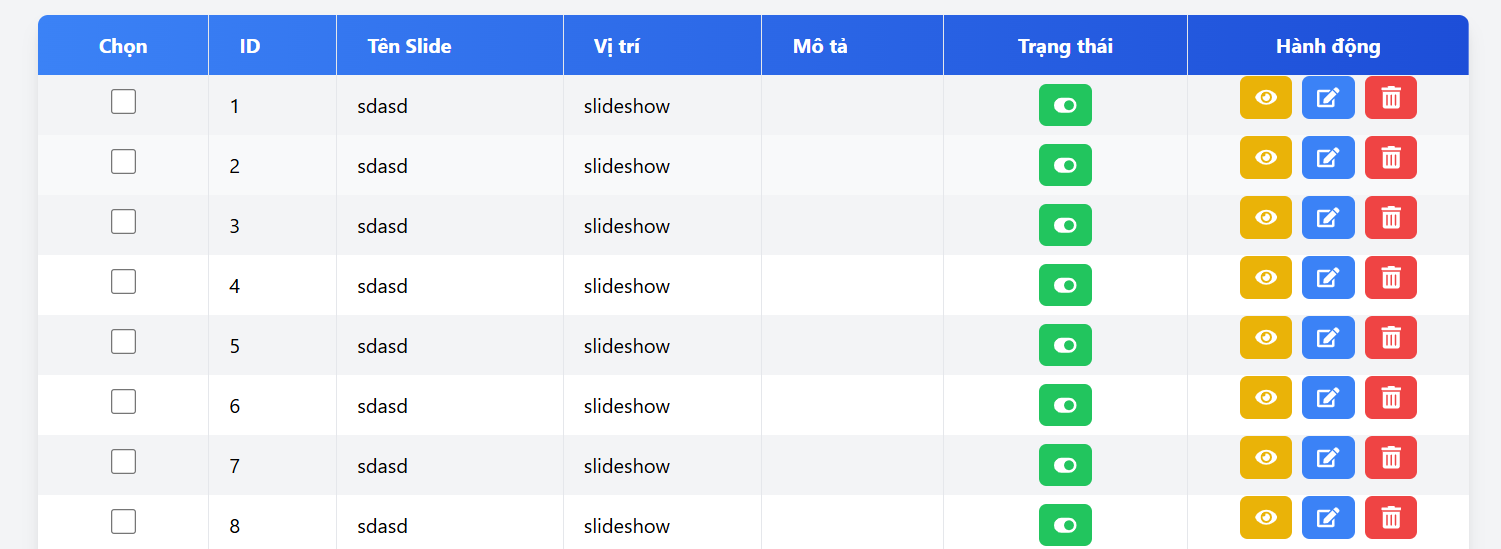 Chọn ID Tên Slide Vị trí Mô tả Trạng thái Hành động
1 sdasd slideshow
2 sdasd slideshow
3 sdasd slideshow
4 sdasd slideshow
5 sdasd slideshow
6 sdasd slideshow
7 sdasd slideshow
8 sdasd slideshow